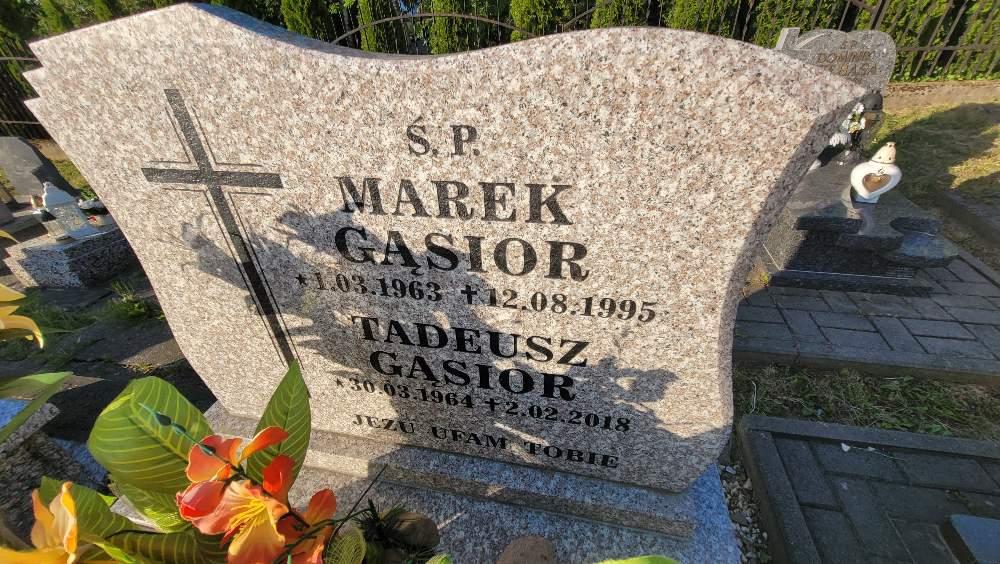 Ś. P.
MAREK
GĄSIOR
*1.03.1963 ✝12.08.1995
TADEUSZ
GĄSIOR
*30.03.1964 ✝2.02.2018
JEZU UFAM TOBIE